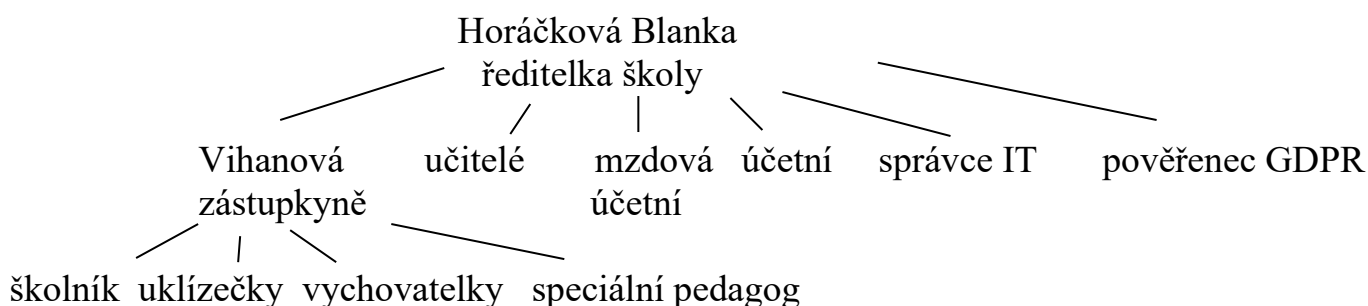 Horáčková Blanka
ředitelka školy
Vihanová učitelé mzdová účetní správce IT pověřenec GDPR
zástupkyně účetní
školník uklízečky vychovatelky speciální pedagog